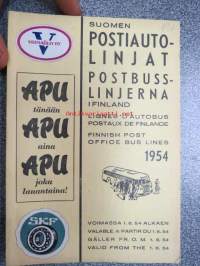 V
VOIMAÖLJYT
APU
tänään
APU
aina
APU
joka
lauantaina!
SKF
SUOMEN
POSTIAUTO-
LINJAT
POSTBUSS-
LINJERNA
I FINLAND
LIGNES D'AUTOBUS
POSTAUX DE FINLANDE
FINNISH POST
OFFICE BUS LINES
1954
VOIMASSA 1.6.54 ALKAEN
VALABLE À PARTIR DU 1.6.54
GÄLLER FR. O. M. 1.6.54
VALID FROM THE 1.6.54